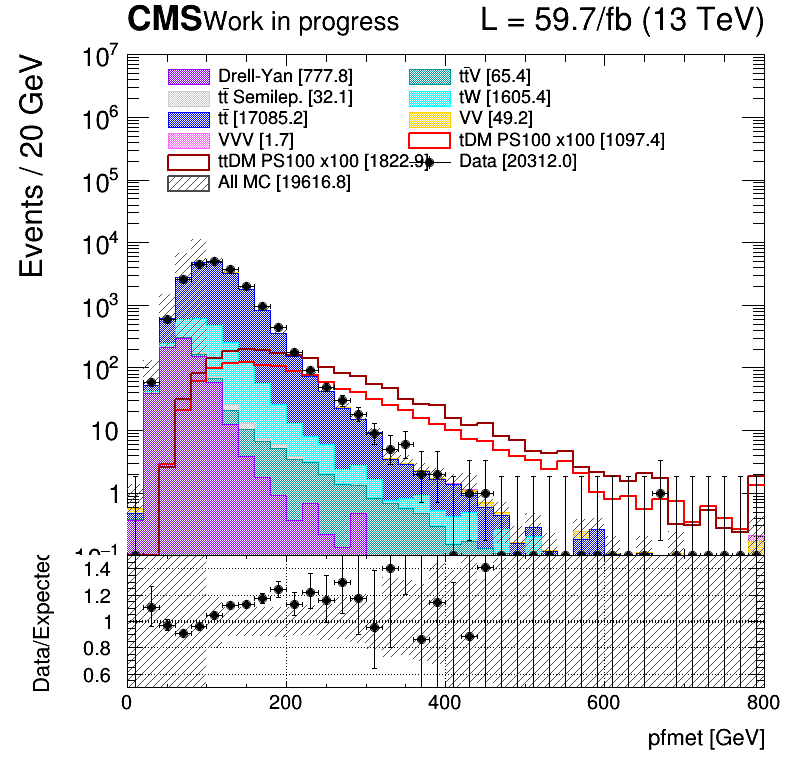 CMS Work in progress L = 59.7/fb (13 TeV)
Events / 20 GeV
10⁷
10⁶
10⁵
10⁴
10³
10²
10
1
10⁻¹
Drell-Yan [777.8]
tt̄ Semilep. [32.1]
tt̄ [17085.2]
VVV [1.7]
ttDM PS100 x100 [1822.9]
All MC [19616.8]
tt̄V [65.4]
tW [1605.4]
VV [49.2]
tDM PS100 x100 [1097.4]
Data [20312.0]
Data/Expected
1.4
1.2
1
0.8
0.6
0 200 400 600 800
pfmet [GeV]